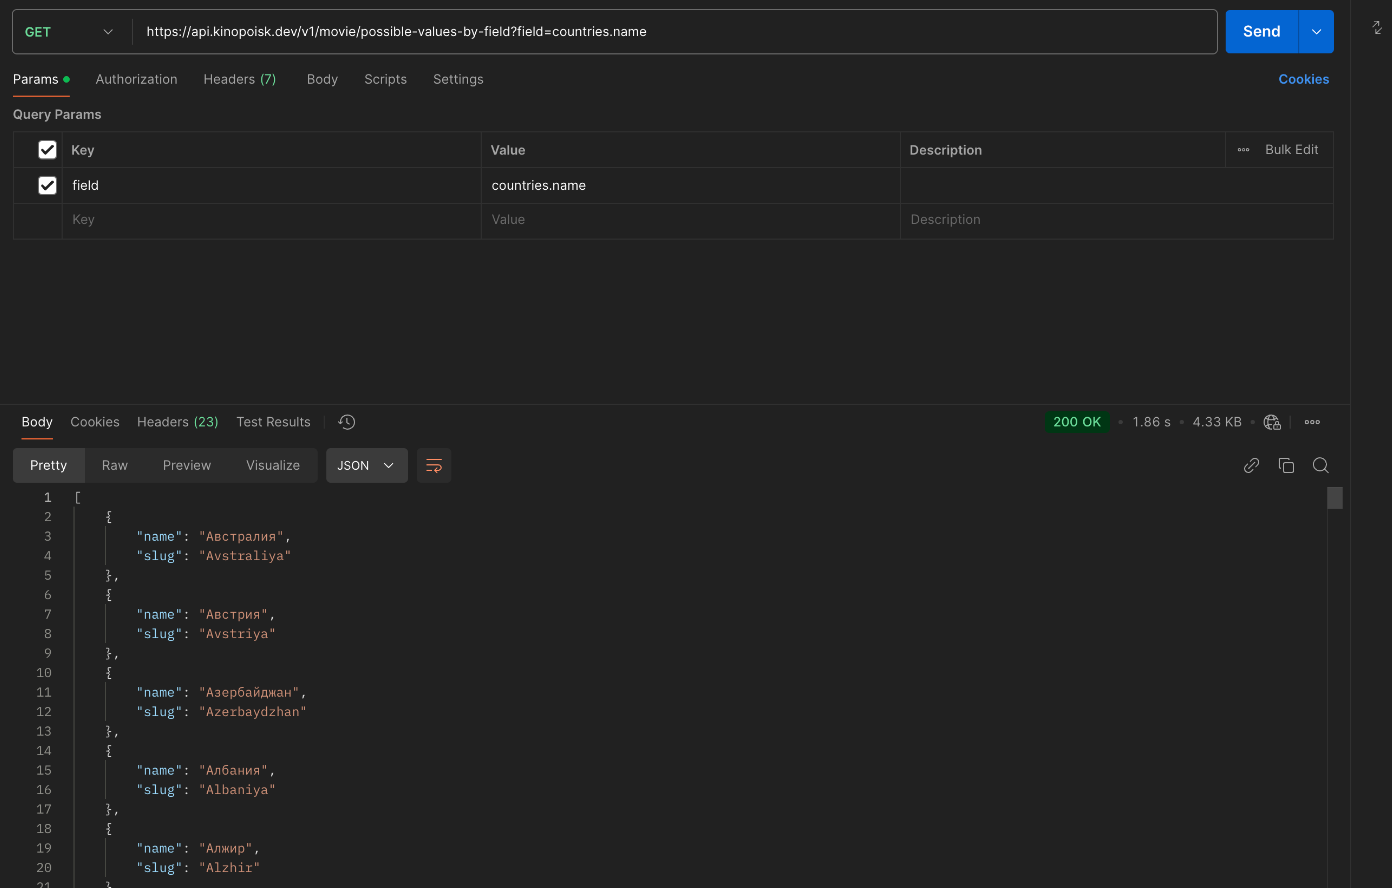 GET https://api.kinopoisk.dev/v1/movie/possible-values-by-field?field=countries.name Send
Params Authorization Headers (7) Body Scripts Settings Cookies
Query Params
Key Value Description Bulk Edit
field countries.name
Key Value Description
Body Cookies Headers (23) Test Results 200 OK 1.86 s 4.33 KB
Pretty Raw Preview Visualize JSON
1 [
2 {
3 "name": "Австралия",
4 "slug": "Avstraliya"
5 },
6 {
7 "name": "Австрия",
8 "slug": "Avstriya"
9 },
10 {
11 "name": "Азербайджан",
12 "slug": "Azerbaydzhan"
13 },
14 {
15 "name": "Албания",
16 "slug": "Albaniya"
17 },
18 {
19 "name": "Алжир",
20 "slug": "Alzhir"
21 }